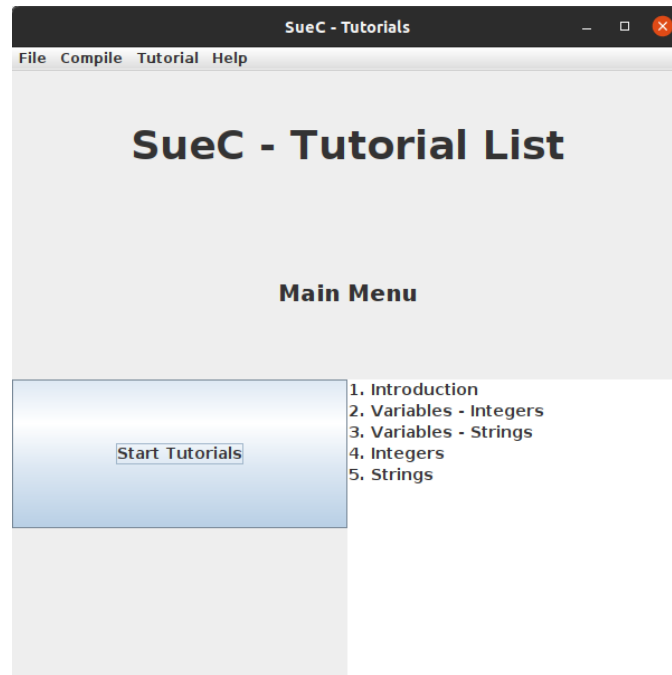 SueC - Tutorials
File Compile Tutorial Help
SueC - Tutorial List
Main Menu
Start Tutorials
1. Introduction
2. Variables - Integers
3. Variables - Strings
4. Integers
5. Strings